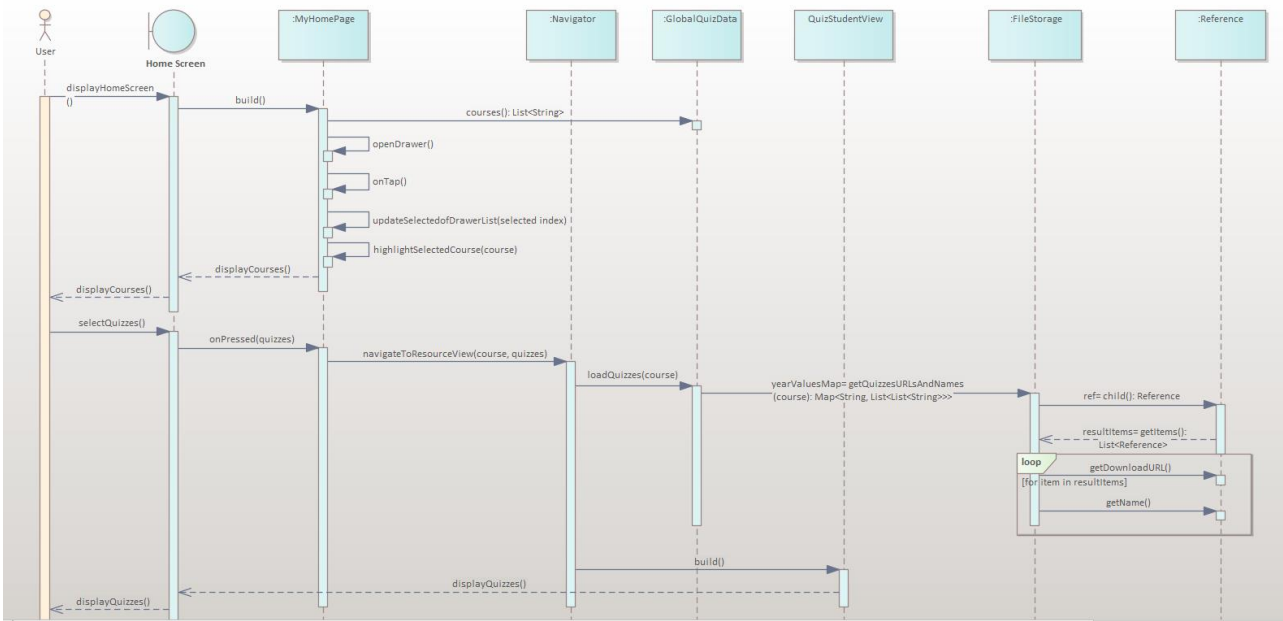 :MyHomePage
:Navigator
:GlobalQuizData
QuizStudentView
:FileStorage
:Reference
User
Home Screen
displayHomeScreen
()
build()
courses(): List<String>
openDrawer()
onTap()
updateSelectedofDrawerList(selected index)
highlightSelectedCourse(course)
displayCourses()
displayCourses()
selectQuizzes()
onPressed(quizzes)
navigateToResourceView(course, quizzes)
loadQuizzes(course)
yearValuesMap= getQuizzesURLsAndNames
(course): Map<String, List<List<String>>>
ref= child(): Reference
resultItems= getItems():
List<Reference>
loop
getDownloadURL()
[for item in resultItems]
getName()
build()
displayQuizzes()
displayQuizzes()